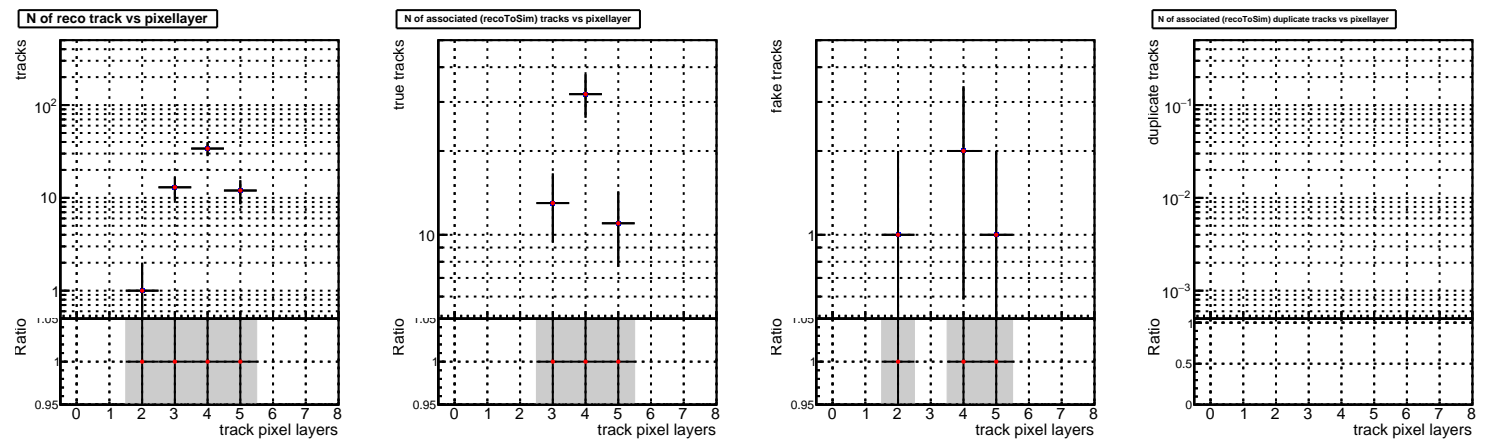 N of reco track vs pixellayer
tracks
10²
10
1
Ratio
1.05
1
0.95
0 1 2 3 4 5 6 7 8
track pixel layers
N of associated (recoToSim) tracks vs pixellayer
true tracks
10
Ratio
1.05
1
0.95
0 1 2 3 4 5 6 7 8
track pixel layers
fake tracks
1
Ratio
1.05
1
0.95
0 1 2 3 4 5 6 7 8
track pixel layers
N of associated (recoToSim) duplicate tracks vs pixellayer
duplicate tracks
10⁻¹
10⁻²
10⁻³
Ratio
1
0.5
0
0 1 2 3 4 5 6 7 8
track pixel layers